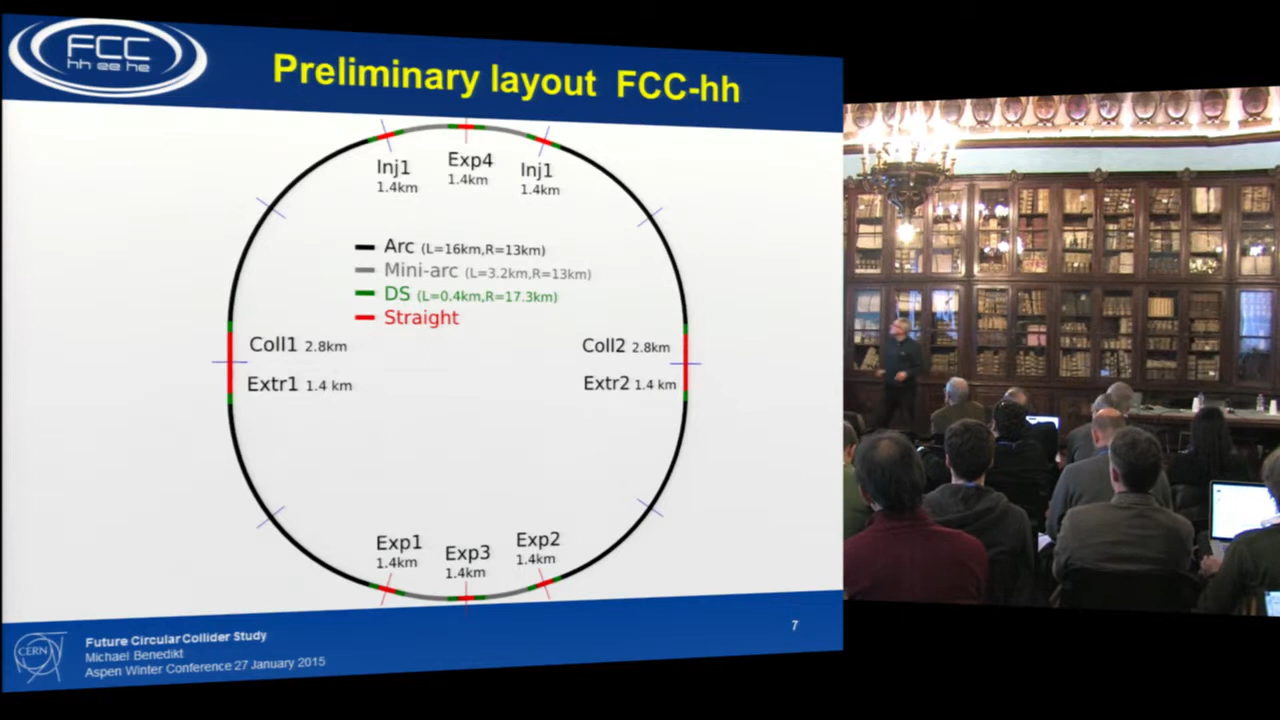 FCC
hh ee he
Preliminary layout FCC-hh
Inj1
1.4km
Exp4
1.4km
Inj1
1.4km
Arc (L=16km,R=13km)
Mini-arc (L=3.2km,R=13km)
DS (L=0.4km,R=17.3km)
Straight
Coll1 2.8km
Extr1 1.4 km
Coll2 2.8km
Extr2 1.4 km
Exp1
1.4km
Exp3
1.4km
Exp2
1.4km
CERN
Future Circular Collider Study
Michael Benedikt
Aspen Winter Conference 27 January 2015
7